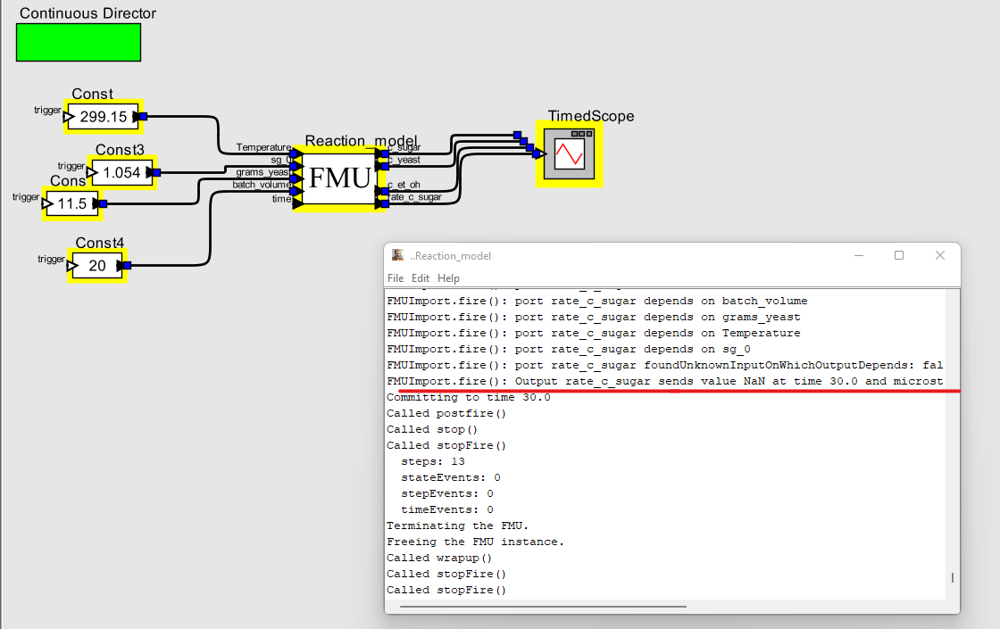 Continuous Director
Const
trigger
299.15
Const3
trigger
1.054
Cons
trigger
11.5
Const4
trigger
20
Reaction_model
Temperature
sg_0
grams_yeas
batch_volume
time
FMU
c_sugar
c_yeast
c_et_oh
rate_c_sugar
TimedScope
..Reaction_model
File Edit Help
FMUImport.fire(): port rate_c_sugar depends on batch_volume
FMUImport.fire(): port rate_c_sugar depends on grams_yeast
FMUImport.fire(): port rate_c_sugar depends on Temperature
FMUImport.fire(): port rate_c_sugar depends on sg_0
FMUImport.fire(): port rate_c_sugar foundUnknownInputOnWhichOutputDepends: fal
FMUImport.fire(): Output rate_c_sugar sends value NaN at time 30.0 and microst
Committing to time 30.0
Called postfire()
Called stop()
Called stopFire()
steps: 13
stateEvents: 0
stepEvents: 0
timeEvents: 0
Terminating the FMU.
Freeing the FMU instance.
Called wrapup()
Called stopFire()
Called stopFire()